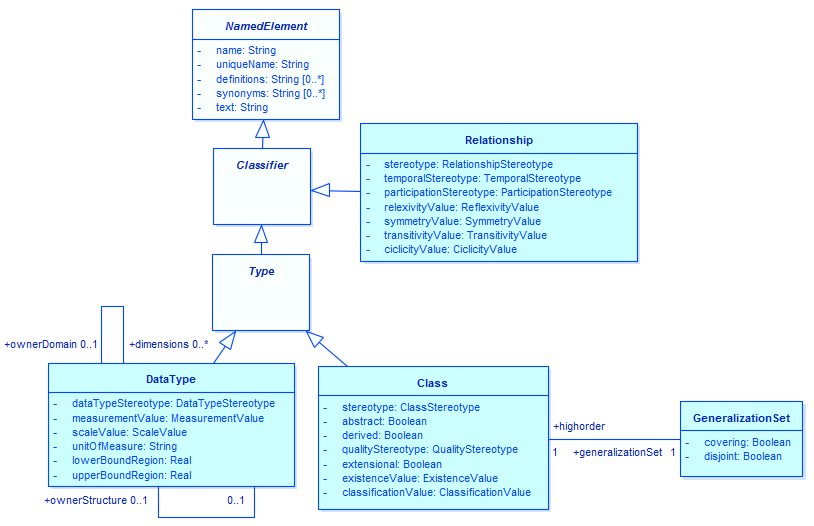 NamedElement
- name: String
- uniqueName: String
- definitions: String [0..*]
- synonyms: String [0..*]
- text: String
Classifier
Relationship
- stereotype: RelationshipStereotype
- temporalStereotype: TemporalStereotype
- participationStereotype: ParticipationStereotype
- relexivityValue: ReflexivityValue
- symmetryValue: SymmetryValue
- transitivityValue: TransitivityValue
- ciclicityValue: CiclicityValue
Type
+ownerDomain 0..1
+dimensions 0..*
DataType
- dataTypeStereotype: DataTypeStereotype
- measurementValue: MeasurementValue
- scaleValue: ScaleValue
- unitOfMeasure: String
- lowerBoundRegion: Real
- upperBoundRegion: Real
+ownerStructure 0..1
0..1
Class
- stereotype: ClassStereotype
- abstract: Boolean
- derived: Boolean
- qualityStereotype: QualityStereotype
- extensional: Boolean
- existenceValue: ExistenceValue
- classificationValue: ClassificationValue
+highorder
1
+generalizationSet 1
GeneralizationSet
- covering: Boolean
- disjoint: Boolean